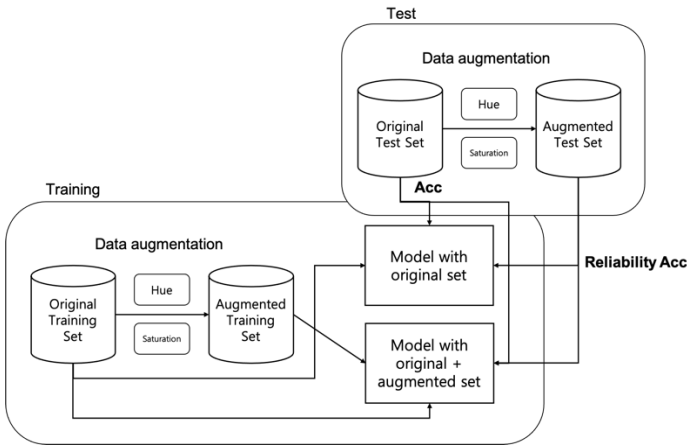 Test
Data augmentation
Original
Test Set
Hue
Saturation
Augmented
Test Set
Acc
Training
Data augmentation
Original
Training
Set
Hue
Saturation
Augmented
Training
Set
Model with
original set
Reliability Acc
Model with
original +
augmented set